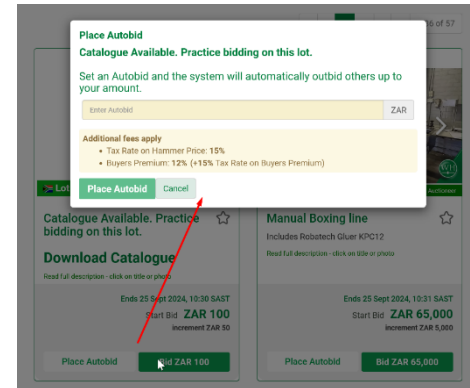 Place Autobid
Catalogue Available. Practice bidding on this lot.
Set an Autobid and the system will automatically outbid others up to
your amount.
Enter Autobid
ZAR
Additional fees apply
• Tax Rate on Hammer Price: 15%
• Buyers Premium: 12% (+15% Tax Rate on Buyers Premium)
Place Autobid
Cancel
of 57
Lot
Auctioneer
Catalogue Available. Practice
bidding on this lot.
Download Catalogue
Read full description - click on title or photo
Ends 25 Sept 2024, 10:30 SAST
Start Bid ZAR 100
Increment ZAR 50
Place Autobid
Bid ZAR 100
Manual Boxing line
Includes Robatech Gluer KPC12
Read full description - click on title or photo
Ends 25 Sept 2024, 10:31 SAST
Start Bid ZAR 65,000
Increment ZAR 5,000
Place Autobid
Bid ZAR 65,000